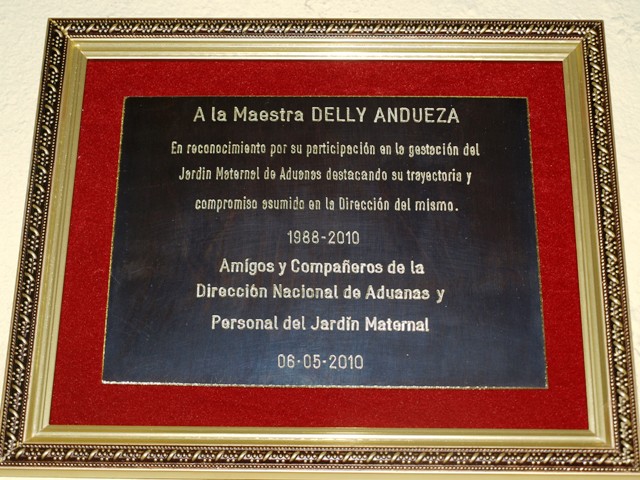 A la Maestra DELLY ANDUEZA
En reconocimiento por su participación en la gestación del
Jardín Maternal de Aduanas destacando su trayectoria y
compromiso asumido en la Dirección del mismo.
1988-2010
Amigos y Compañeros de la
Dirección Nacional de Aduanas y
Personal del Jardín Maternal
06-05-2010